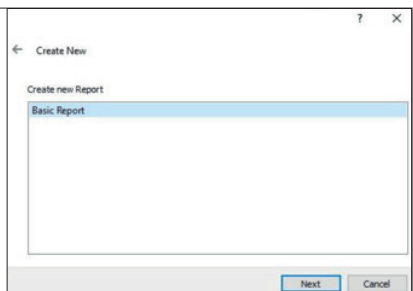 ? ×
← Create New
Create new Report
Basic Report
Next Cancel